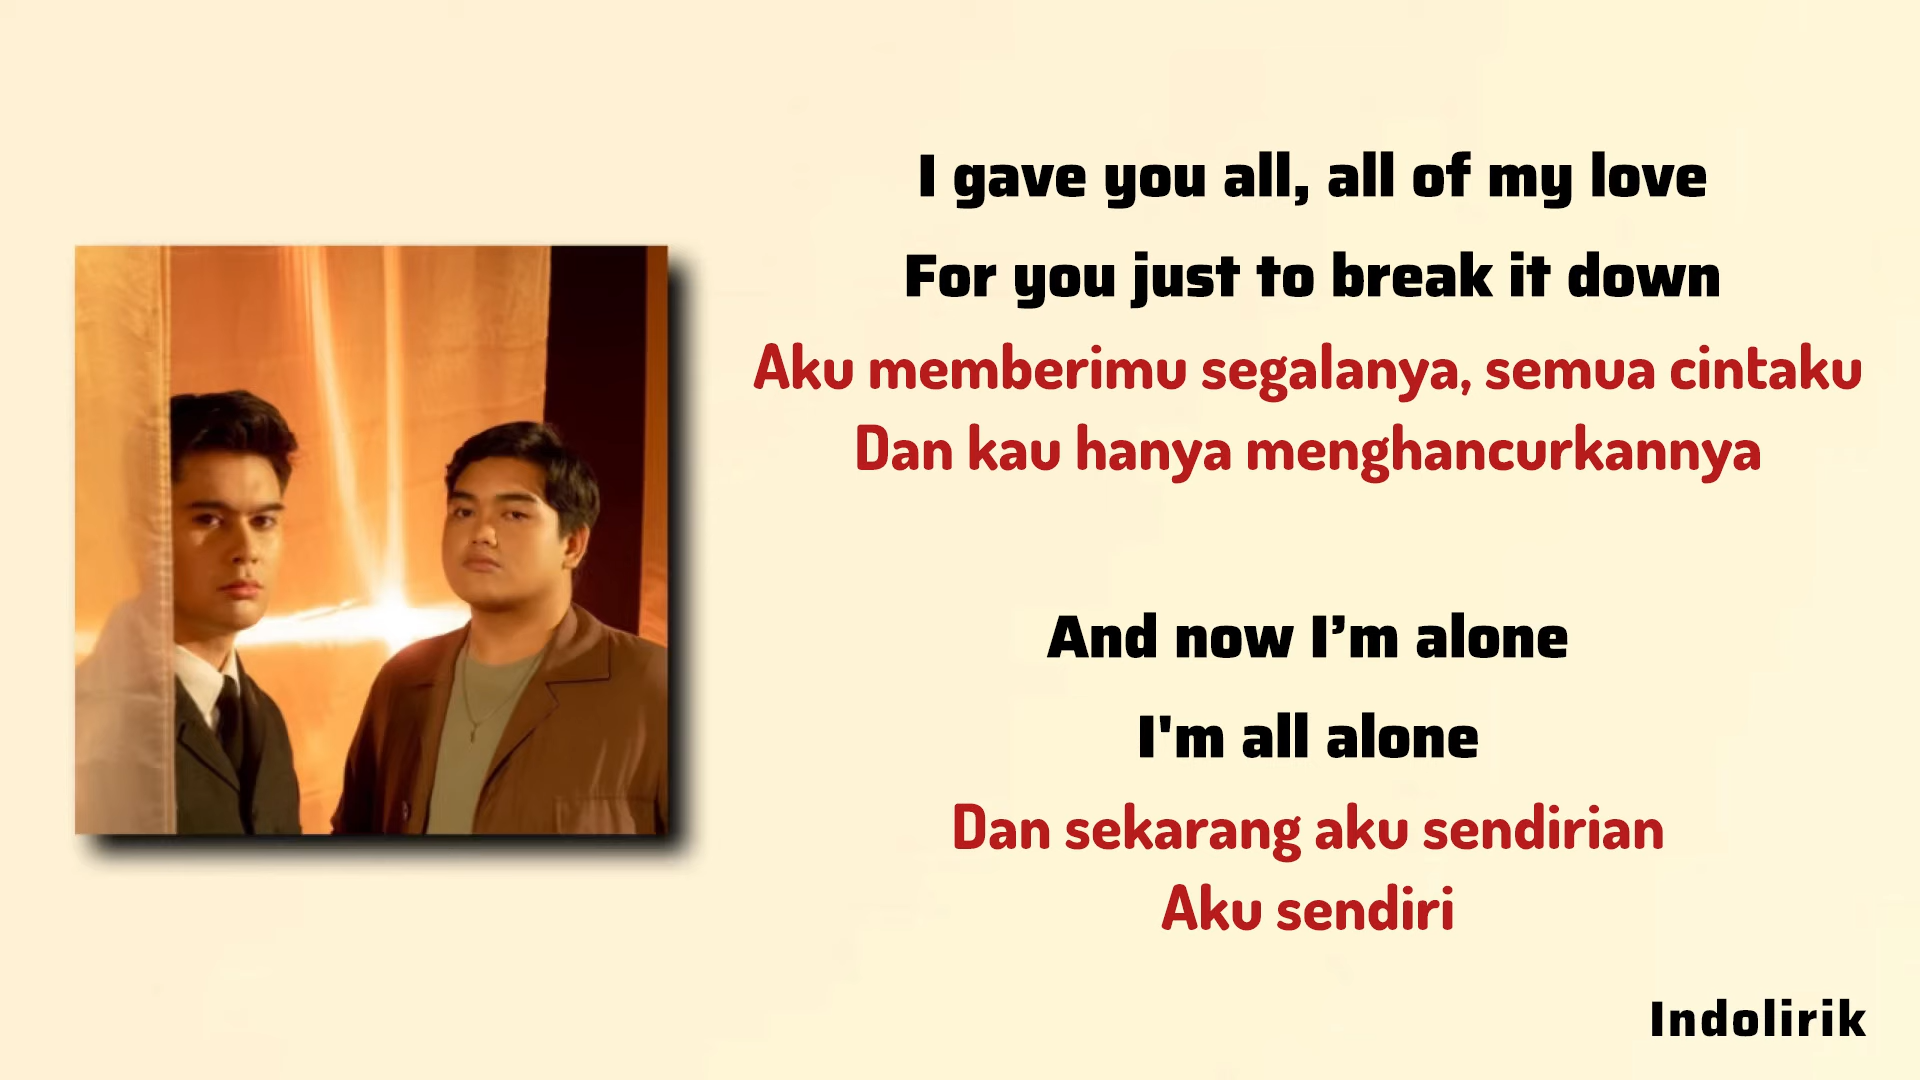 I gave you all, all of my love
For you just to break it down
Aku memberimu segalanya, semua cintaku
Dan kau hanya menghancurkannya
And now I’m alone
I'm all alone
Dan sekarang aku sendirian
Aku sendiri
Indolirik